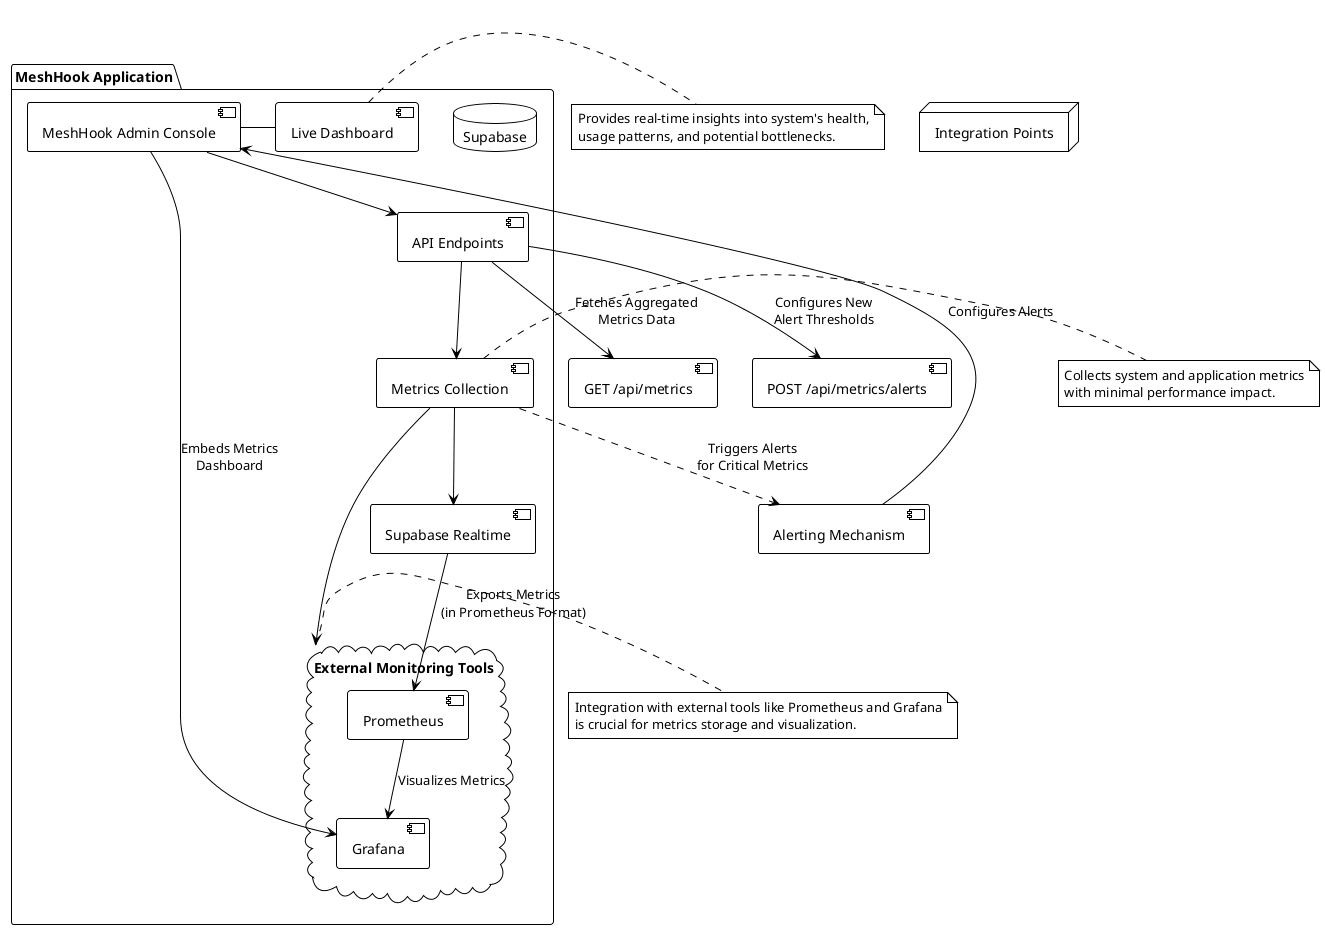 MeshHook Application
MeshHook Admin Console
Live Dashboard
Supabase
Provides real-time insights into system's health,
usage patterns, and potential bottlenecks.
Integration Points
API Endpoints
Fetches Aggregated
Metrics Data
Configures New
Alert Thresholds
Configures Alerts
Metrics Collection
GET /api/metrics
POST /api/metrics/alerts
Collects system and application metrics
with minimal performance impact.
Embeds Metrics
Dashboard
Triggers Alerts
for Critical Metrics
Supabase Realtime
Alerting Mechanism
Exports Metrics
(in Prometheus Format)
External Monitoring Tools
Prometheus
Integration with external tools like Prometheus and Grafana
is crucial for metrics storage and visualization.
Visualizes Metrics
Grafana